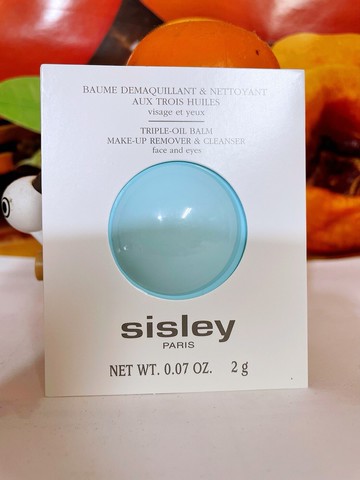 BAUME DEMAQUILLANT & NETTOYANT
AUX TROIS HUILES
visage et yeux
TRIPLE-OIL BALM
MAKE-UP REMOVER & CLEANSER
face and eyes
sisley
PARIS
NET WT. 0.07 OZ. 2 g